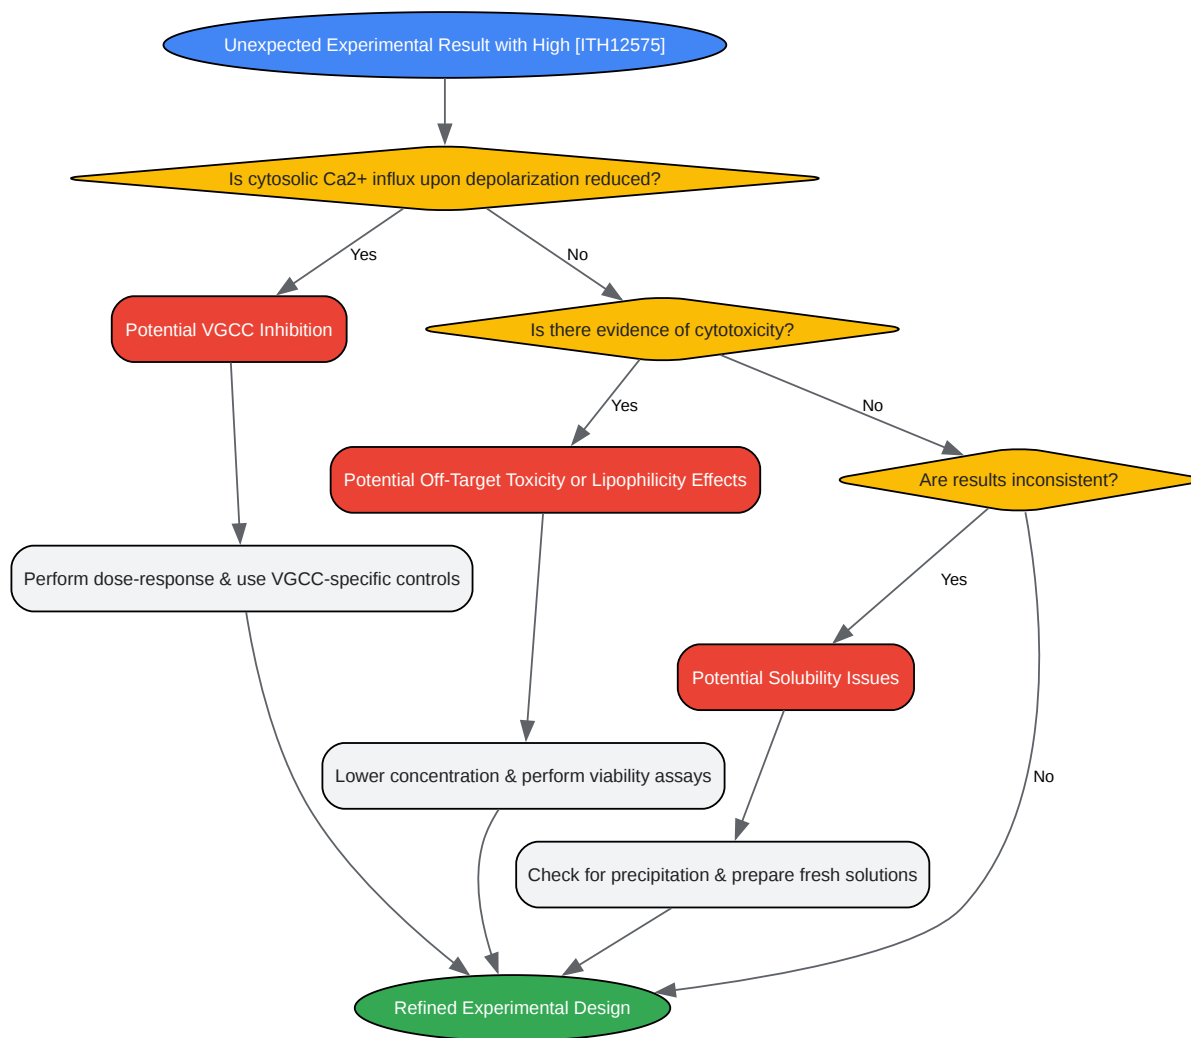 Unexpected Experimental Result with High [ITH12575]
Is cytosolic Ca2+ influx upon depolarization reduced?
Yes
No
Potential VGCC Inhibition
Is there evidence of cytotoxicity?
Yes
No
Potential Off-Target Toxicity or Lipophilicity Effects
Are results inconsistent?
Perform dose-response & use VGCC-specific controls
Yes
Potential Solubility Issues
Lower concentration & perform viability assays
No
Check for precipitation & prepare fresh solutions
Refined Experimental Design